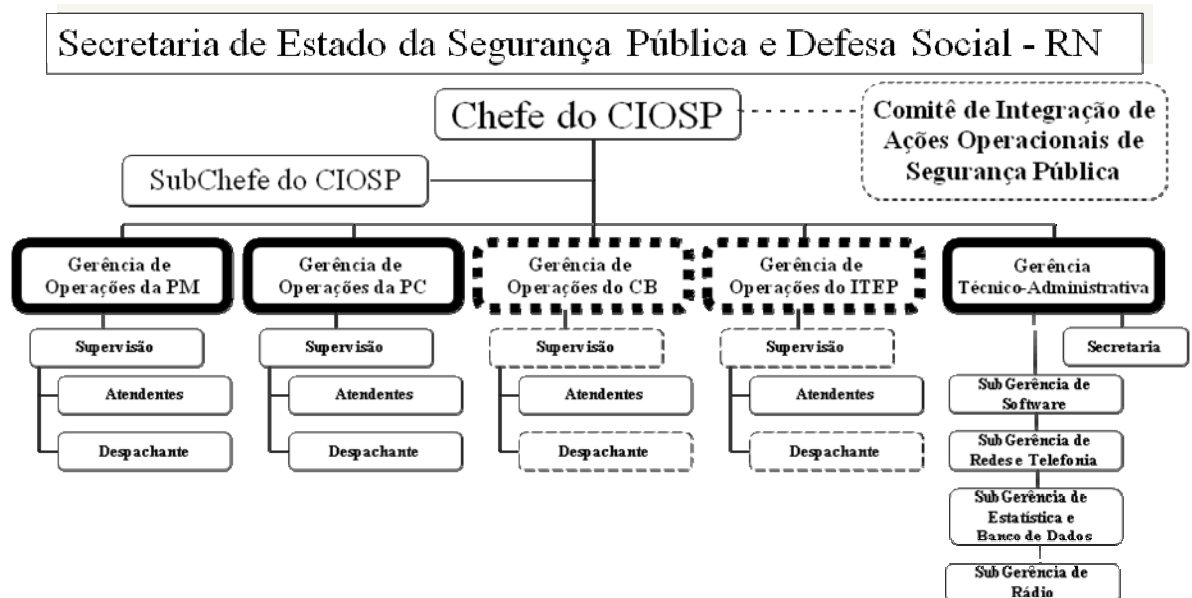 Secretaria de Estado da Segurança Pública e Defesa Social - RN
Chefe do CIOSP
Comitê de Integração de
Ações Operacionais de
Segurança Pública
SubChefe do CIOSP
Gerência de
Operações da PM
Gerência de
Operações da PC
Gerência de
Operações do CB
Gerência de
Operações do ITEP
Gerência
Técnico-Administrativa
Supervisão
Supervisão
Supervisão
Supervisão
Secretaria
Atendentes
Atendentes
Atendentes
Atendentes
Sub Gerência de
Software
Despachante
Despachante
Despachante
Despachante
Sub Gerência de
Redes e Telefonia
Sub Gerência de
Estatística e
Banco de Dados
Sub Gerência de
Rádio